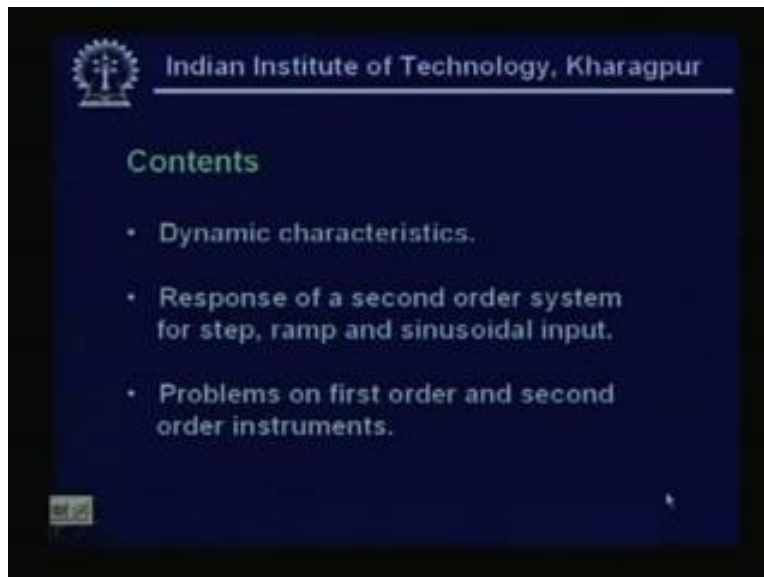 Indian Institute of Technology, Kharagpur
Contents
• Dynamic characteristics.
• Response of a second order system
for step, ramp and sinusoidal input.
• Problems on first order and second
order instruments.